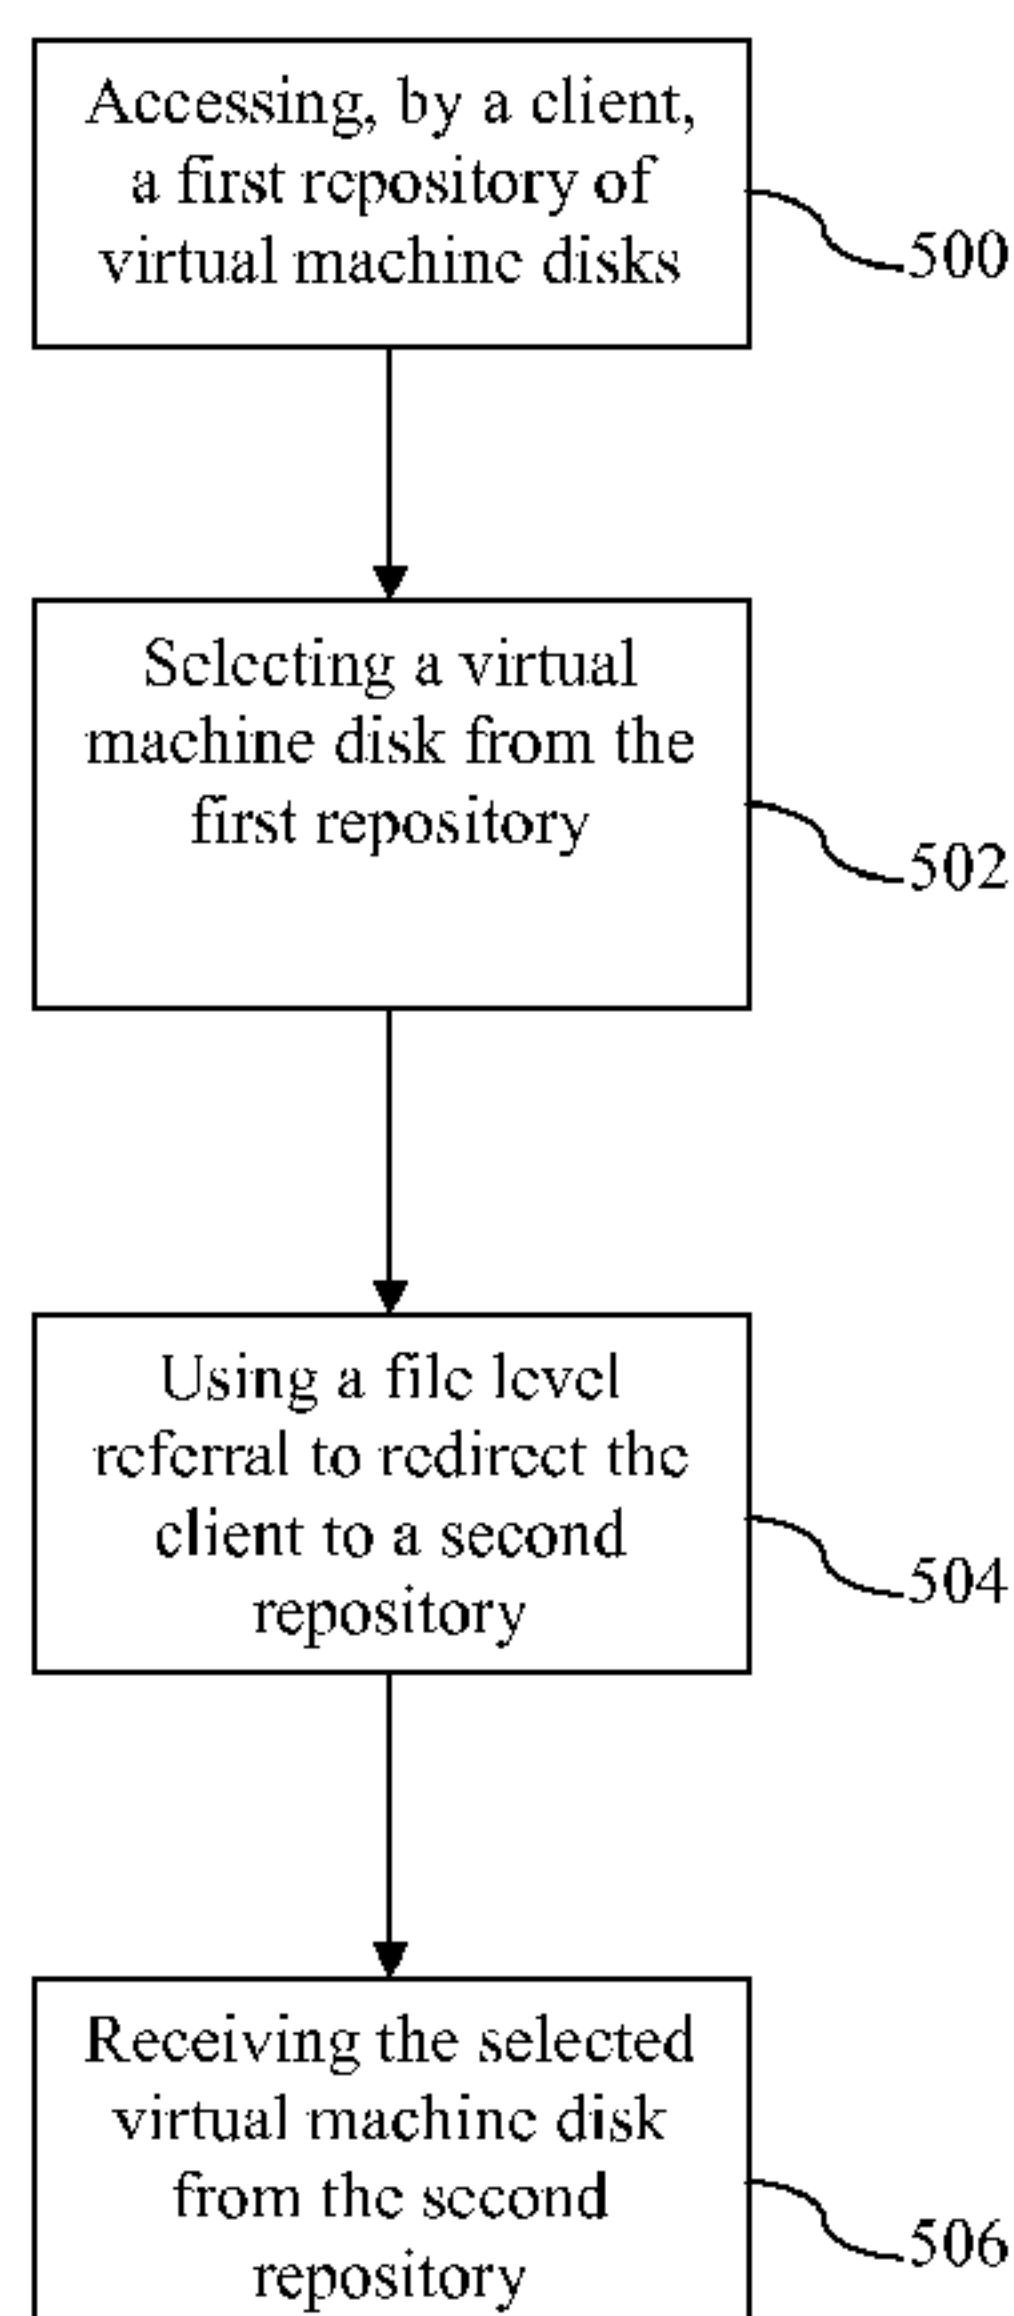 Accessing, by a client,
a first repository of
virtual machine disks
500
Selecting a virtual
machine disk from the
first repository
502
Using a file level
referral to redirect the
client to a second
repository
504
Receiving the selected
virtual machine disk
from the second
repository
506